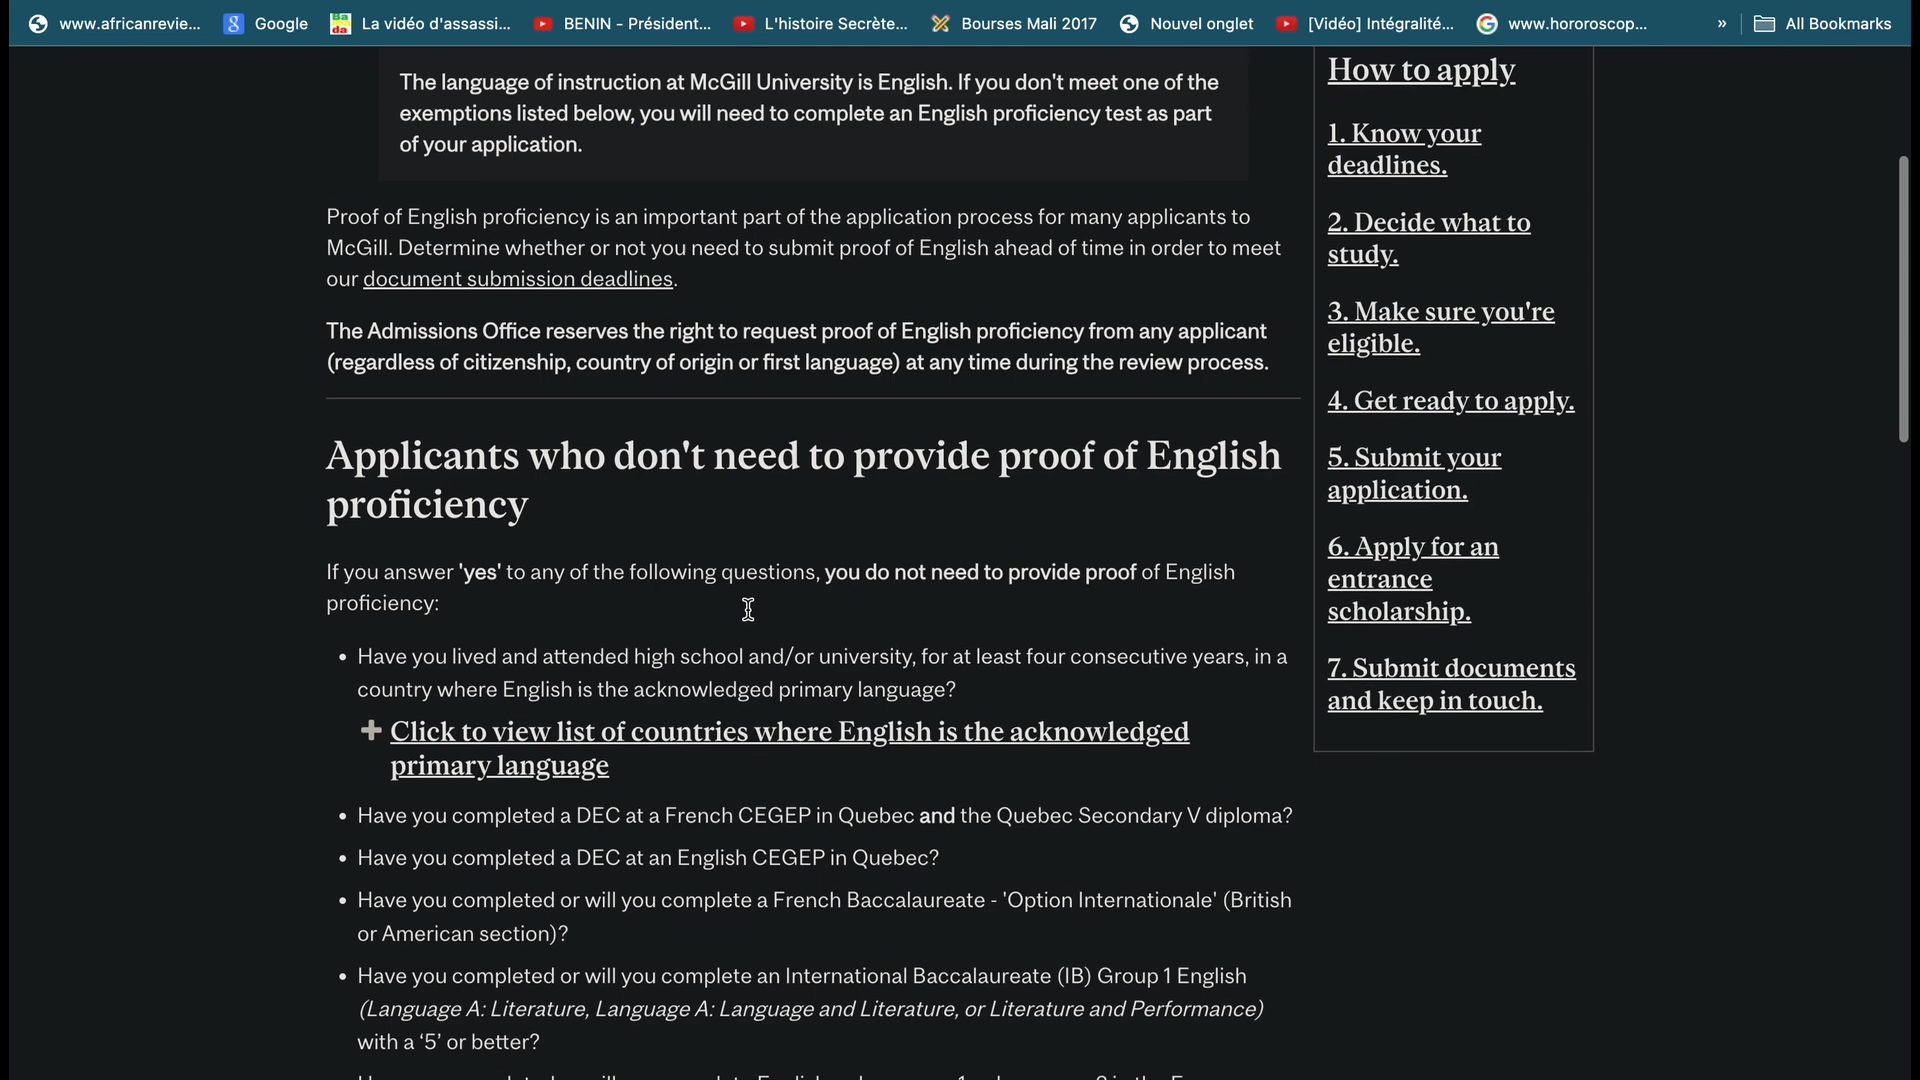 www.africanrevie...
Google
La vidéo d'assassi...
BENIN - Président...
L'histoire Secrète...
Bourses Mali 2017
Nouvel onglet
[Vidéo] Intégralité...
www.hororoscop...
»
All Bookmarks
The language of instruction at McGill University is English. If you don't meet one of the
exemptions listed below, you will need to complete an English proficiency test as part
of your application.
Proof of English proficiency is an important part of the application process for many applicants to
McGill. Determine whether or not you need to submit proof of English ahead of time in order to meet
our document submission deadlines.
The Admissions Office reserves the right to request proof of English proficiency from any applicant
(regardless of citizenship, country of origin or first language) at any time during the review process.
Applicants who don't need to provide proof of English
proficiency
If you answer 'yes' to any of the following questions, you do not need to provide proof of English
proficiency:
• Have you lived and attended high school and/or university, for at least four consecutive years, in a
country where English is the acknowledged primary language?
Click to view list of countries where English is the acknowledged
primary language
• Have you completed a DEC at a French CEGEP in Quebec and the Quebec Secondary V diploma?
• Have you completed a DEC at an English CEGEP in Quebec?
• Have you completed or will you complete a French Baccalaureate - 'Option Internationale' (British
or American section)?
• Have you completed or will you complete an International Baccalaureate (IB) Group 1 English
(Language A: Literature, Language A: Language and Literature, or Literature and Performance)
with a ‘5’ or better?
How to apply
1. Know your
deadlines.
2. Decide what to
study.
3. Make sure you're
eligible.
4. Get ready to apply.
5. Submit your
application.
6. Apply for an
entrance
scholarship.
7. Submit documents
and keep in touch.